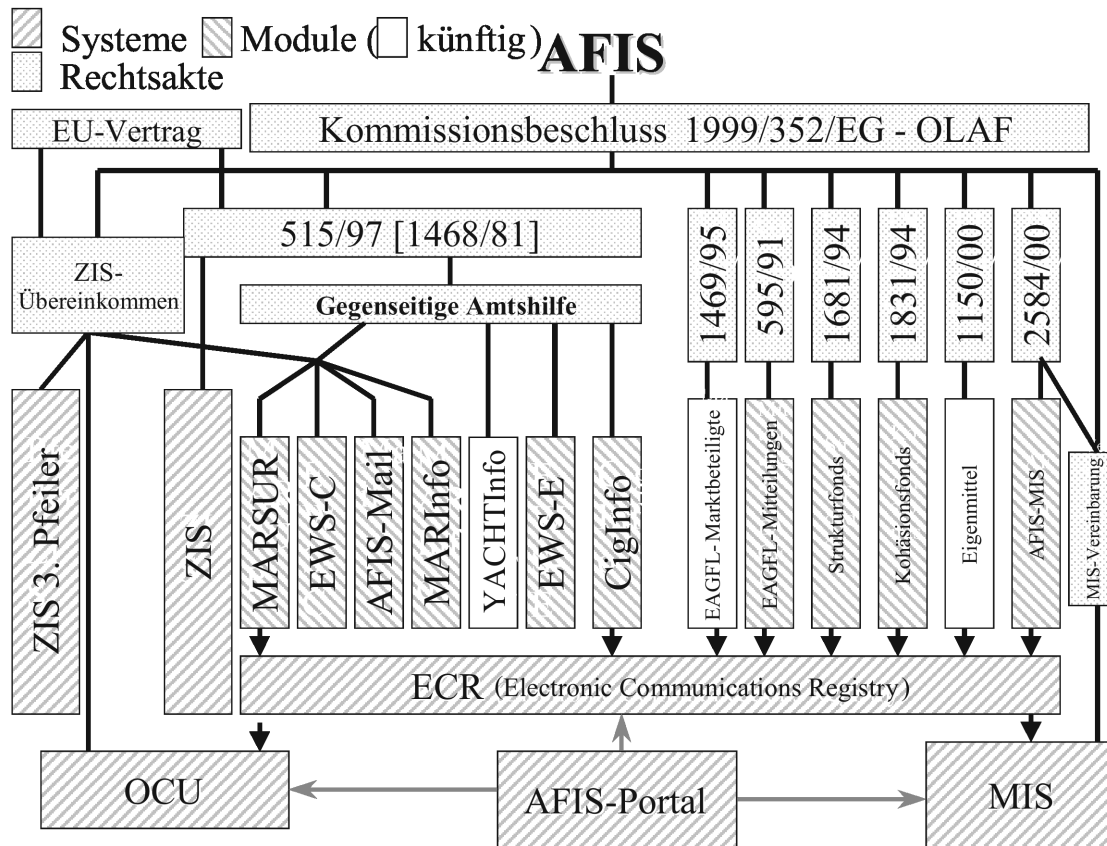 Systeme
Module (
künftig)
Rechtsakte
AFIS
EU-Vertrag
Kommissionsbeschluss 1999/352/EG - OLAF
515/97 [1468/81]
ZIS-
Übereinkommen
Gegenseitige Amtshilfe
1469/95
595/91
1681/94
1831/94
1150/00
2584/00
ZIS 3. Pfeiler
ZIS
MARSUR
EWS-C
AFIS-Mail
MARInfo
YACHTInfo
EWS-E
CigInfo
EAGFL- Marktbeteiligte
EAGFL-Mitteilungen
Strukturfonds
Kohäsionsfonds
Eigenmittel
AFIS-MIS
MIS-Vereinbarung
ECR (Electronic Communications Registry)
OCU
AFIS-Portal
MIS